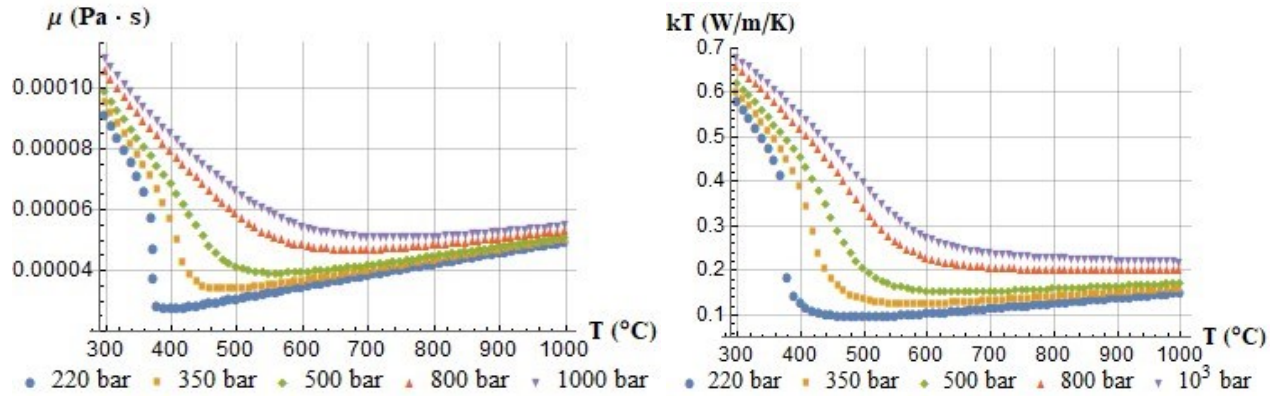 μ (Pa · s)
0.00010
0.00008
0.00006
0.00004
300 400 500 600 700 800 900 1000 T (°C)
220 bar 350 bar 500 bar 800 bar 1000 bar
kT (W/m/K)
0.7
0.6
0.5
0.4
0.3
0.2
0.1
300 400 500 600 700 800 900 1000 T (°C)
220 bar 350 bar 500 bar 800 bar 10³ bar